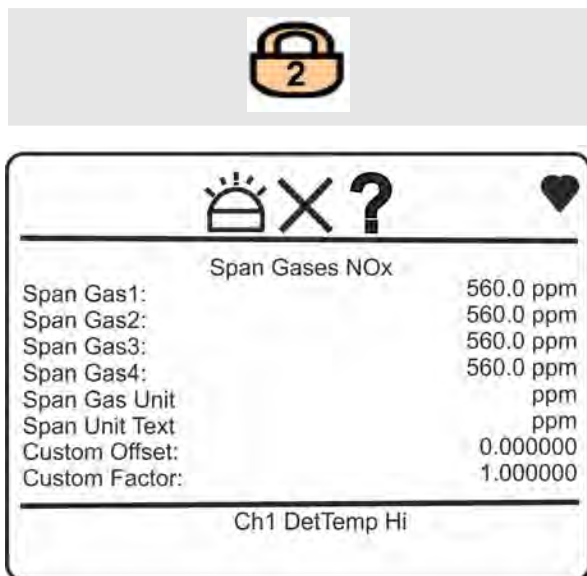 2
?
Span Gases NOx
Span Gas1: 560.0 ppm
Span Gas2: 560.0 ppm
Span Gas3: 560.0 ppm
Span Gas4: 560.0 ppm
Span Gas Unit ppm
Span Unit Text ppm
Custom Offset: 0.000000
Custom Factor: 1.000000
Ch1 DetTemp Hi